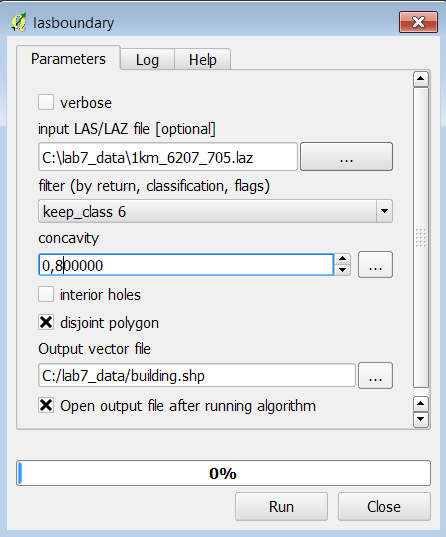 lasboundary
Parameters Log Help
verbose
input LAS/LAZ file [optional]
C:\lab7_data\1km_6207_705.laz ...
filter (by return, classification, flags)
keep_class 6
concavity
0,800000 ...
interior holes
disjoint polygon
Output vector file
C:/lab7_data/building.shp ...
Open output file after running algorithm
0%
Run Close